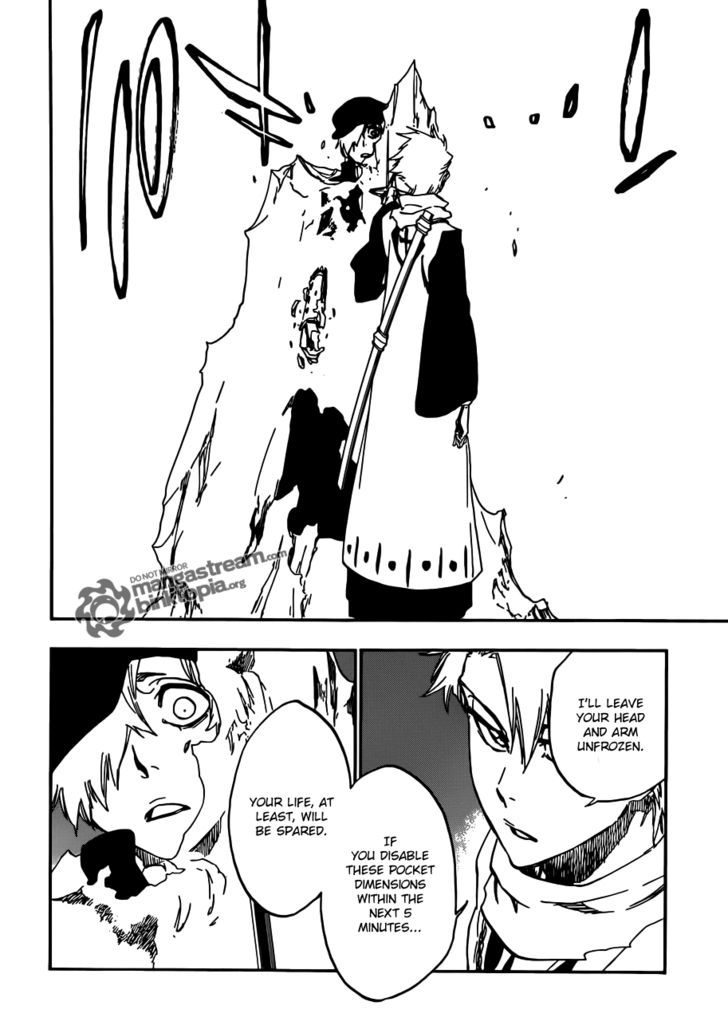 DO NOT MIRROR
mangastream.com
binktopia.org
I'LL LEAVE
YOUR HEAD
AND ARM
UNFROZEN.
IF
YOU DISABLE
THESE POCKET
DIMENSIONS
WITHIN THE
NEXT 5
MINUTES...
YOUR LIFE, AT
LEAST, WILL
BE SPARED.